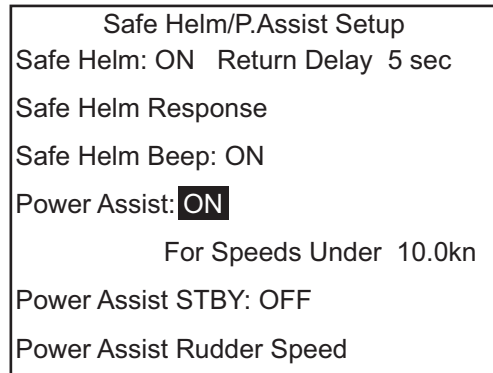 Safe Helm/P.Assist Setup
Safe Helm: ON Return Delay 5 sec
Safe Helm Response
Safe Helm Beep: ON
Power Assist: ON
For Speeds Under 10.0kn
Power Assist STBY: OFF
Power Assist Rudder Speed